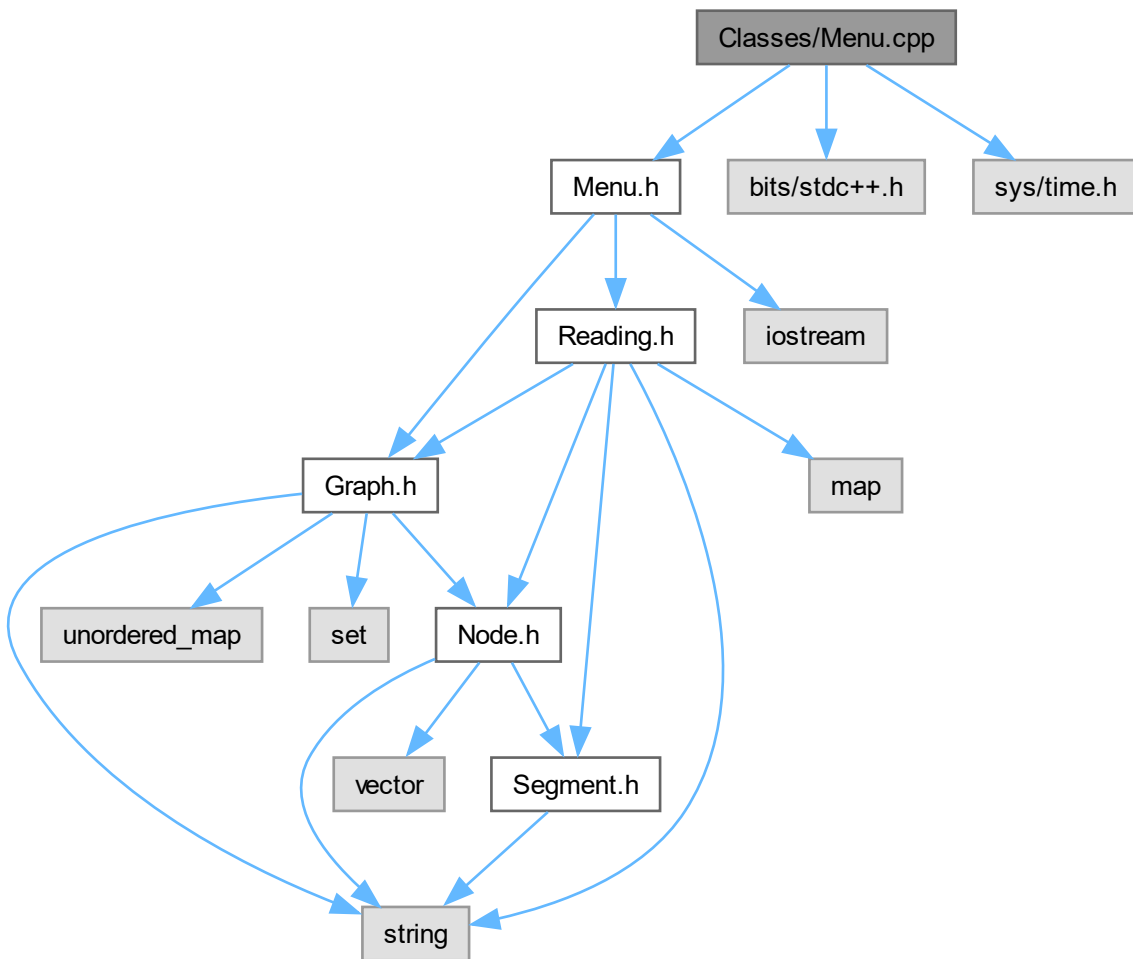 Classes/Menu.cpp
Menu.h
bits/stdc++.h
sys/time.h
Reading.h
iostream
Graph.h
map
unordered_map
set
Node.h
vector
Segment.h
string